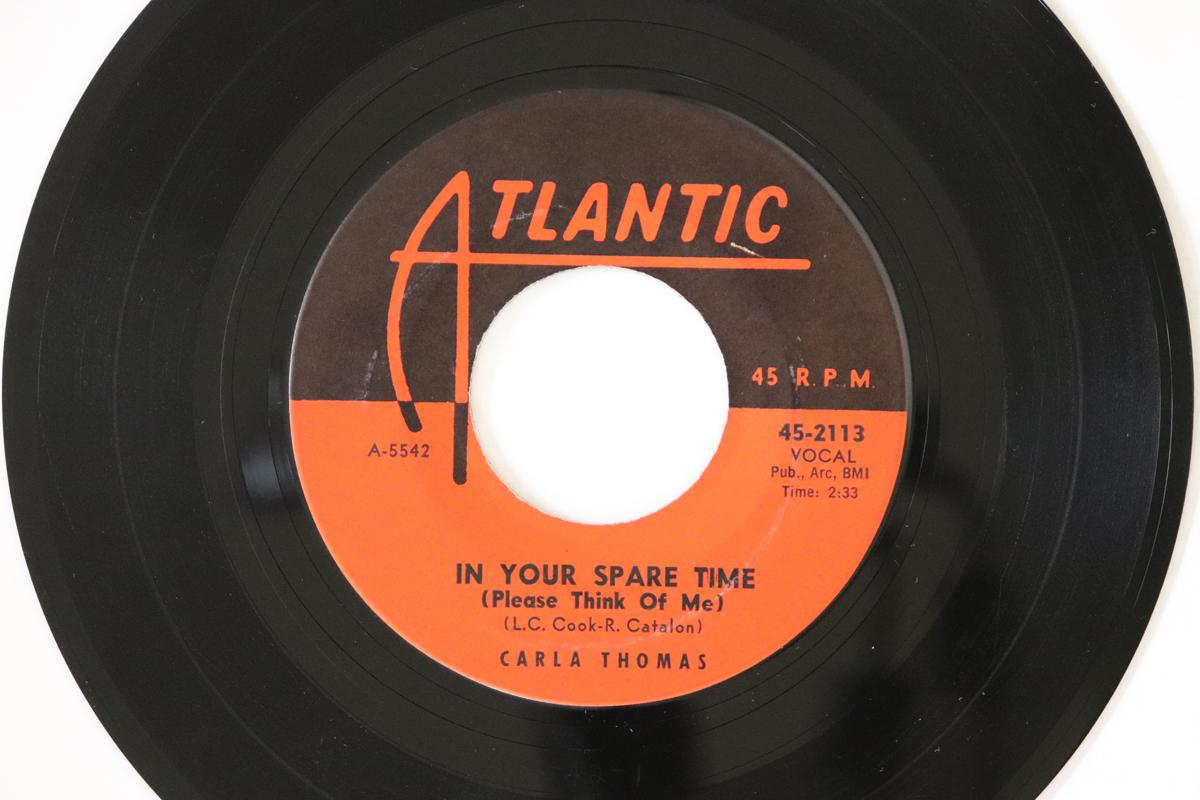 ATLANTIC
45 R.P.M.
A-5542
45-2113
VOCAL
Pub., Arc, BMI
Time: 2:33
IN YOUR SPARE TIME
(Please Think Of Me)
(L.C. Cook-R. Catalon)
CARLA THOMAS